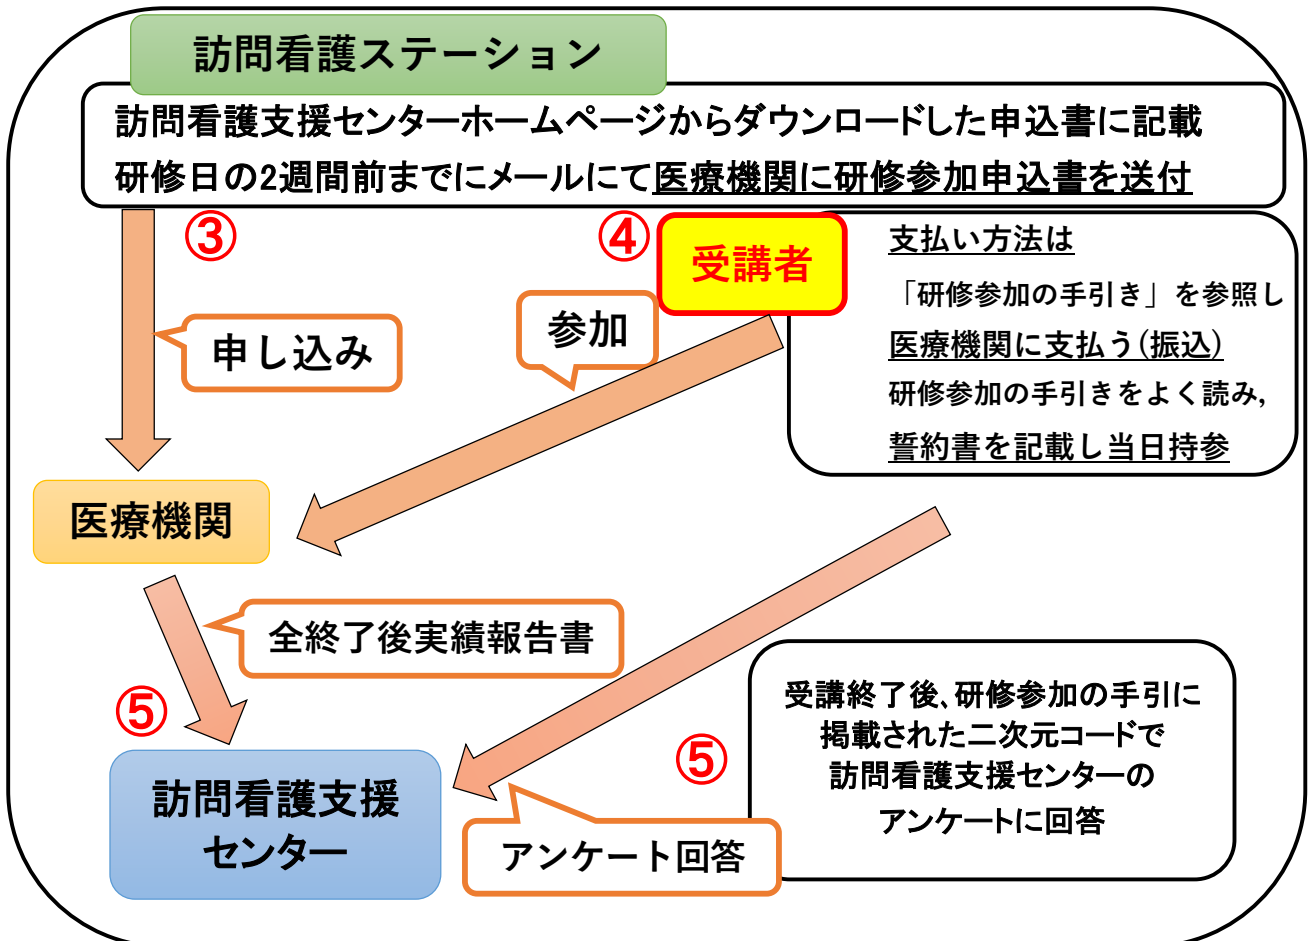 訪問看護ステーション
訪問看護支援センターホームページからダウンロードした申込書に記載
研修日の2週間前までにメールにて医療機関に研修参加申込書を送付
③
申し込み
④
受講者
参加
支払い方法は
「研修参加の手引き」を参照し
医療機関に支払う(振込)
研修参加の手引きをよく読み,
誓約書を記載し当日持参
医療機関
全終了後実績報告書
⑤
訪問看護支援
センター
⑤
アンケート回答
受講終了後、研修参加の手引に
掲載された二次元コードで
訪問看護支援センターの
アンケートに回答